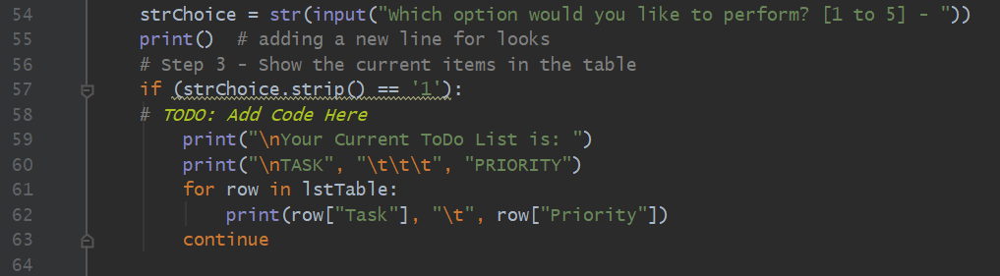 54 strChoice = str(input("Which option would you like to perform? [1 to 5] - "))
55 print()  # adding a new line for looks
56 # Step 3 - Show the current items in the table
57 if (strChoice.strip() == '1'):
58 # TODO: Add Code Here
59     print("\nYour Current ToDo List is: ")
60     print("\nTASK", "\t\t\t", "PRIORITY")
61     for row in lstTable:
62         print(row["Task"], "\t", row["Priority"])
63     continue
64